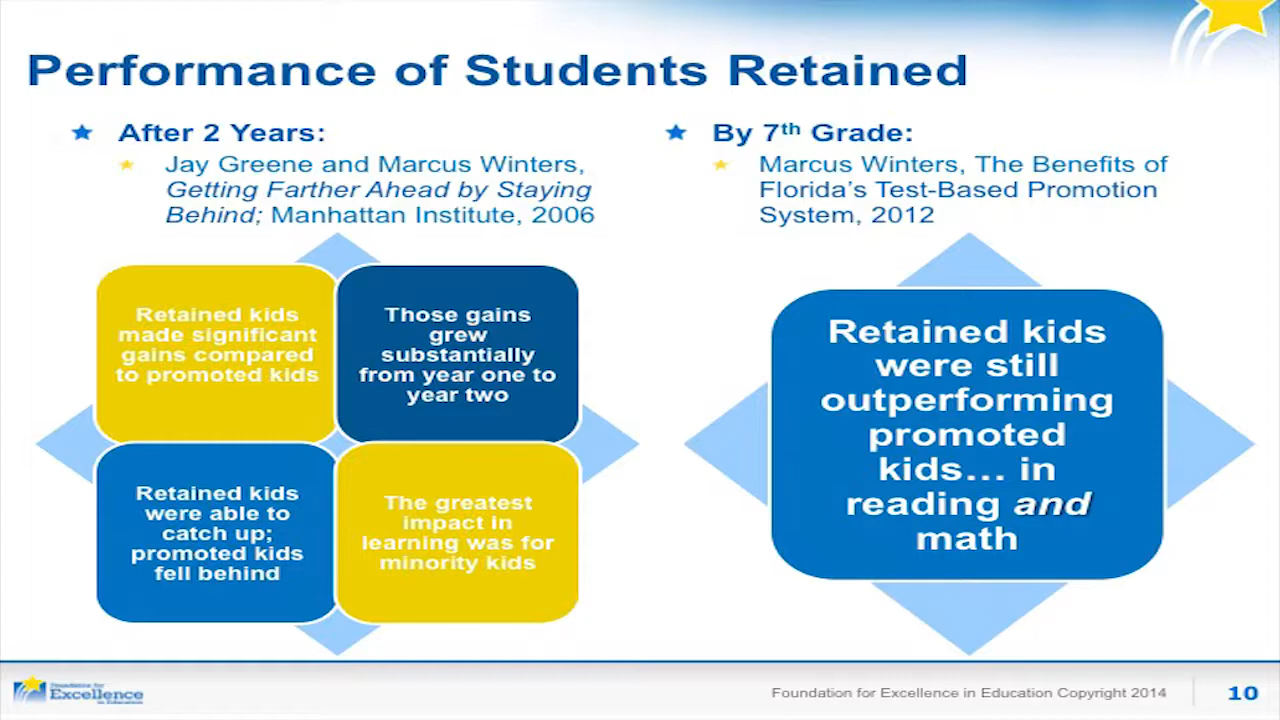 Performance of Students Retained
After 2 Years:
Jay Greene and Marcus Winters,
Getting Farther Ahead by Staying
Behind; Manhattan Institute, 2006
Retained kids
made significant
gains compared
to promoted kids
Those gains
grew
substantially
from year one to
year two
Retained kids
were able to
catch up;
promoted kids
fell behind
The greatest
impact in
learning was for
minority kids
By 7th Grade:
Marcus Winters, The Benefits of
Florida's Test-Based Promotion
System, 2012
Retained kids
were still
outperforming
promoted
kids… in
reading and
math
Foundation for
Excellence
in Education
Foundation for Excellence in Education Copyright 2014
10